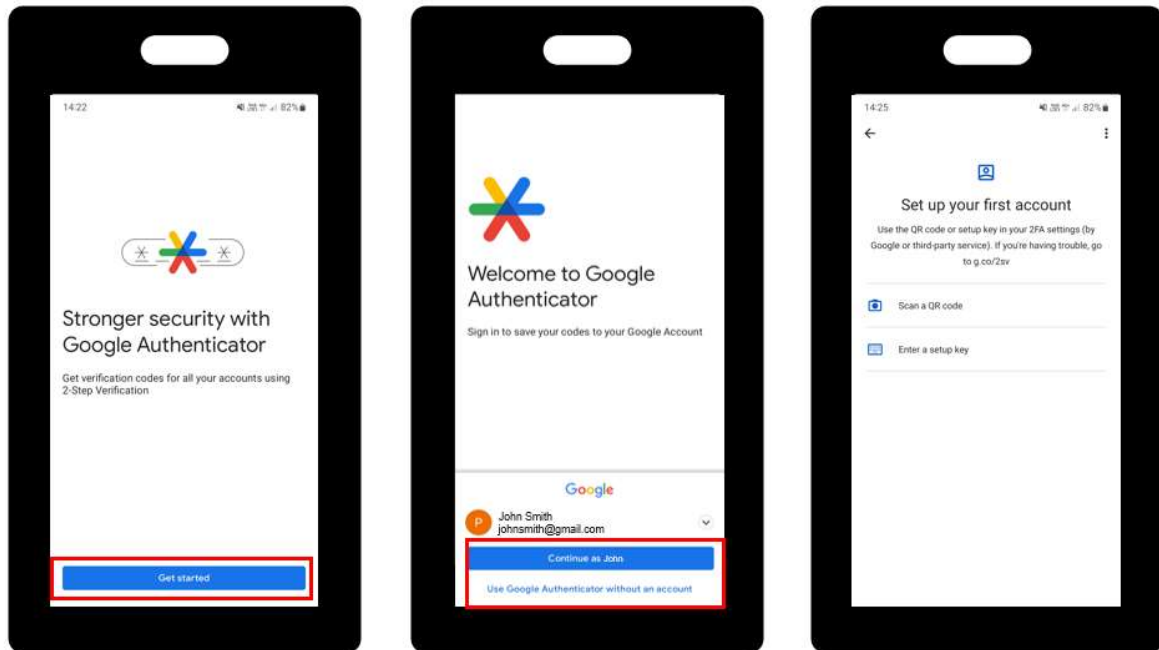 14:22
82%
Stronger security with
Google Authenticator
Get verification codes for all your accounts using
2-Step Verification
Get started
Welcome to Google
Authenticator
Sign in to save your codes to your Google Account
Google
P
John Smith
johnsmith@gmail.com
Continue as John
Use Google Authenticator without an account
14:25
82%
Set up your first account
Use the QR code or setup key in your 2FA settings (by
Google or third-party service). If you're having trouble, go
to g.co/2sv
Scan a QR code
Enter a setup key